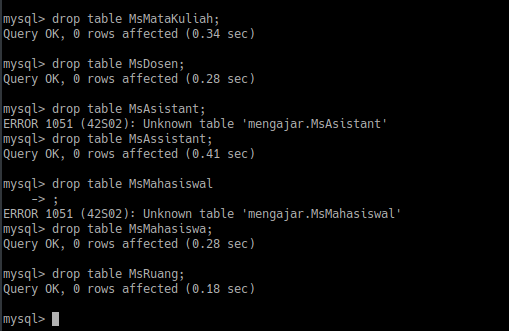 mysql> drop table MsMataKuliah;
Query OK, 0 rows affected (0.34 sec)
mysql> drop table MsDosen;
Query OK, 0 rows affected (0.28 sec)
mysql> drop table MsAsistant;
ERROR 1051 (42S02): Unknown table 'mengajar.MsAsistant'
mysql> drop table MsAssistant;
Query OK, 0 rows affected (0.41 sec)
mysql> drop table MsMahasiswal
-> ;
ERROR 1051 (42S02): Unknown table 'mengajar.MsMahasiswal'
mysql> drop table MsMahasiswa;
Query OK, 0 rows affected (0.28 sec)
mysql> drop table MsRuang;
Query OK, 0 rows affected (0.18 sec)
mysql>